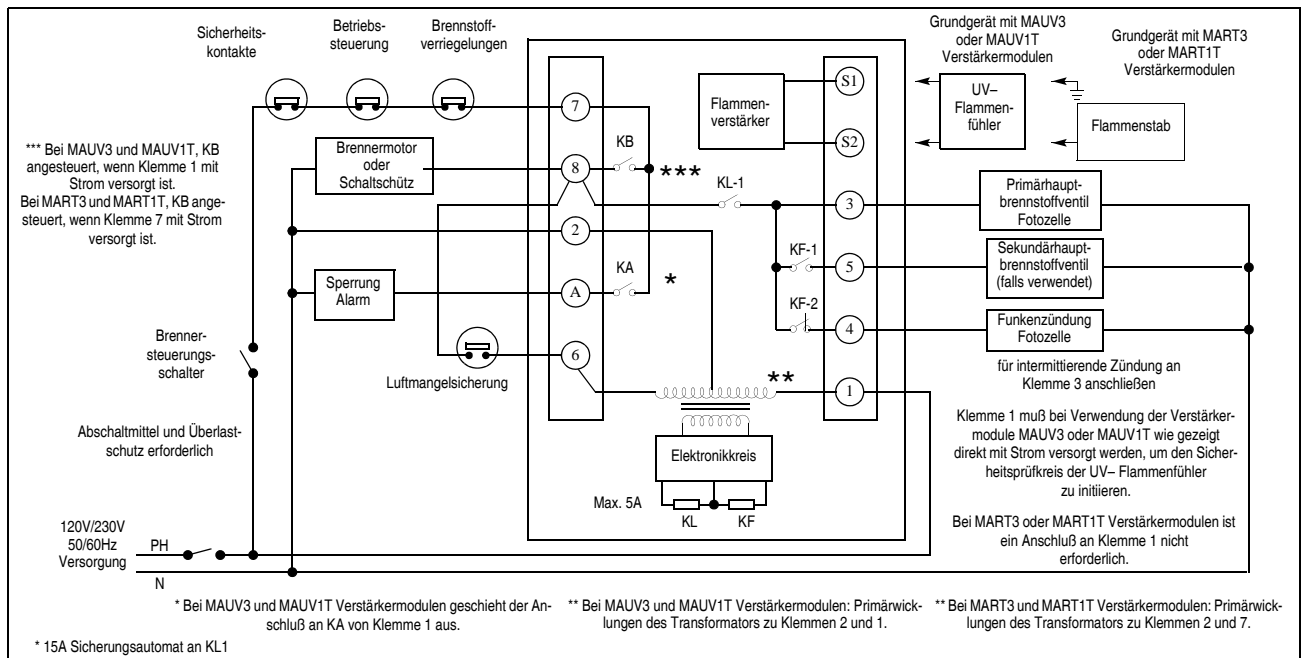 Sicherheits-
kontakte
Betriebs-
steuerung
Brennstoff-
verriegelungen
Grundgerät mit MAUV3
oder MAUV1T
Verstärkermodulen
Grundgerät mit MART3
oder MART1T
Verstärkermodulen
*** Bei MAUV3 und MAUV1T, KB
angesteuert, wenn Klemme 1 mit
Strom versorgt ist.
Bei MART3 und MART1T, KB ange-
steuert, wenn Klemme 7 mit Strom
versorgt ist.
Brennermotor
oder
Schaltschütz
Sperrung
Alarm
Brenner-
steuerungs-
schalter
Luftmangelsicherung
Abschaltmittel und Überlast-
schutz erforderlich
120V/230V
50/60Hz
Versorgung
PH
N
7
8
2
A
6
KB
***
KA
*
KL-1
KF-1
KF-2
**
Flammen-
verstärker
S1
S2
3
5
4
1
Elektronikkreis
Max. 5A
KL
KF
UV–
Flammen-
fühler
Flammenstab
Primärhaupt-
brennstoffventil
Fotozelle
Sekundärhaupt-
brennstoffventil
(falls verwendet)
Funkenzündung
Fotozelle
für intermittierende Zündung an
Klemme 3 anschließen
Klemme 1 muß bei Verwendung der Verstärker-
module MAUV3 oder MAUV1T wie gezeigt
direkt mit Strom versorgt werden, um den Sicher-
heitsprüfkreis der UV– Flammenfühler
zu initiieren.
Bei MART3 oder MART1T Verstärkermodulen ist
ein Anschluß an Klemme 1 nicht
erforderlich.
* Bei MAUV3 und MAUV1T Verstärkermodulen geschieht der An-
schluß an KA von Klemme 1 aus.
** Bei MAUV3 und MAUV1T Verstärkermodulen: Primärwick-
lungen des Transformators zu Klemmen 2 und 1.
** Bei MART3 und MART1T Verstärkermodulen: Primärwick-
lungen des Transformators zu Klemmen 2 und 7.
* 15A Sicherungsautomat an KL1